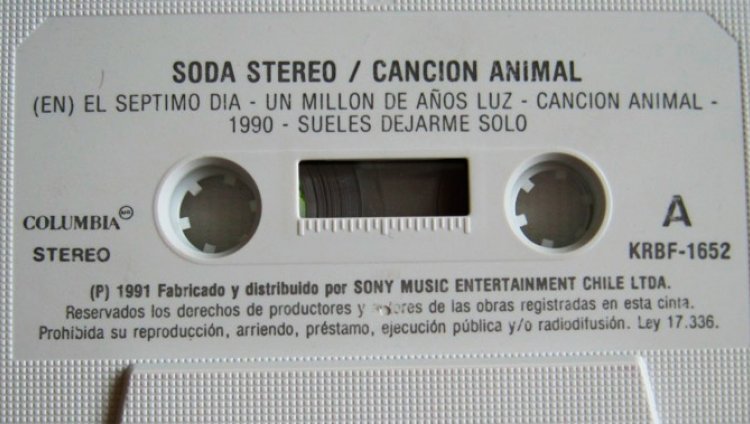 SODA STEREO / CANCION ANIMAL
(EN) EL SEPTIMO DIA - UN MILLON DE AÑOS LUZ - CANCION ANIMAL -
1990 - SUELES DEJARME SOLO
COLUMBIA
STEREO
A
KRBF-1652
(P) 1991 Fabricado y distribuido por SONY MUSIC ENTERTAINMENT CHILE LTDA.
Reservados los derechos de productores y de las obras registradas en esta cinta.
Prohibida su reproducción, arriendo, préstamo, ejecución pública y/o radiodifusión. Ley 17.336.